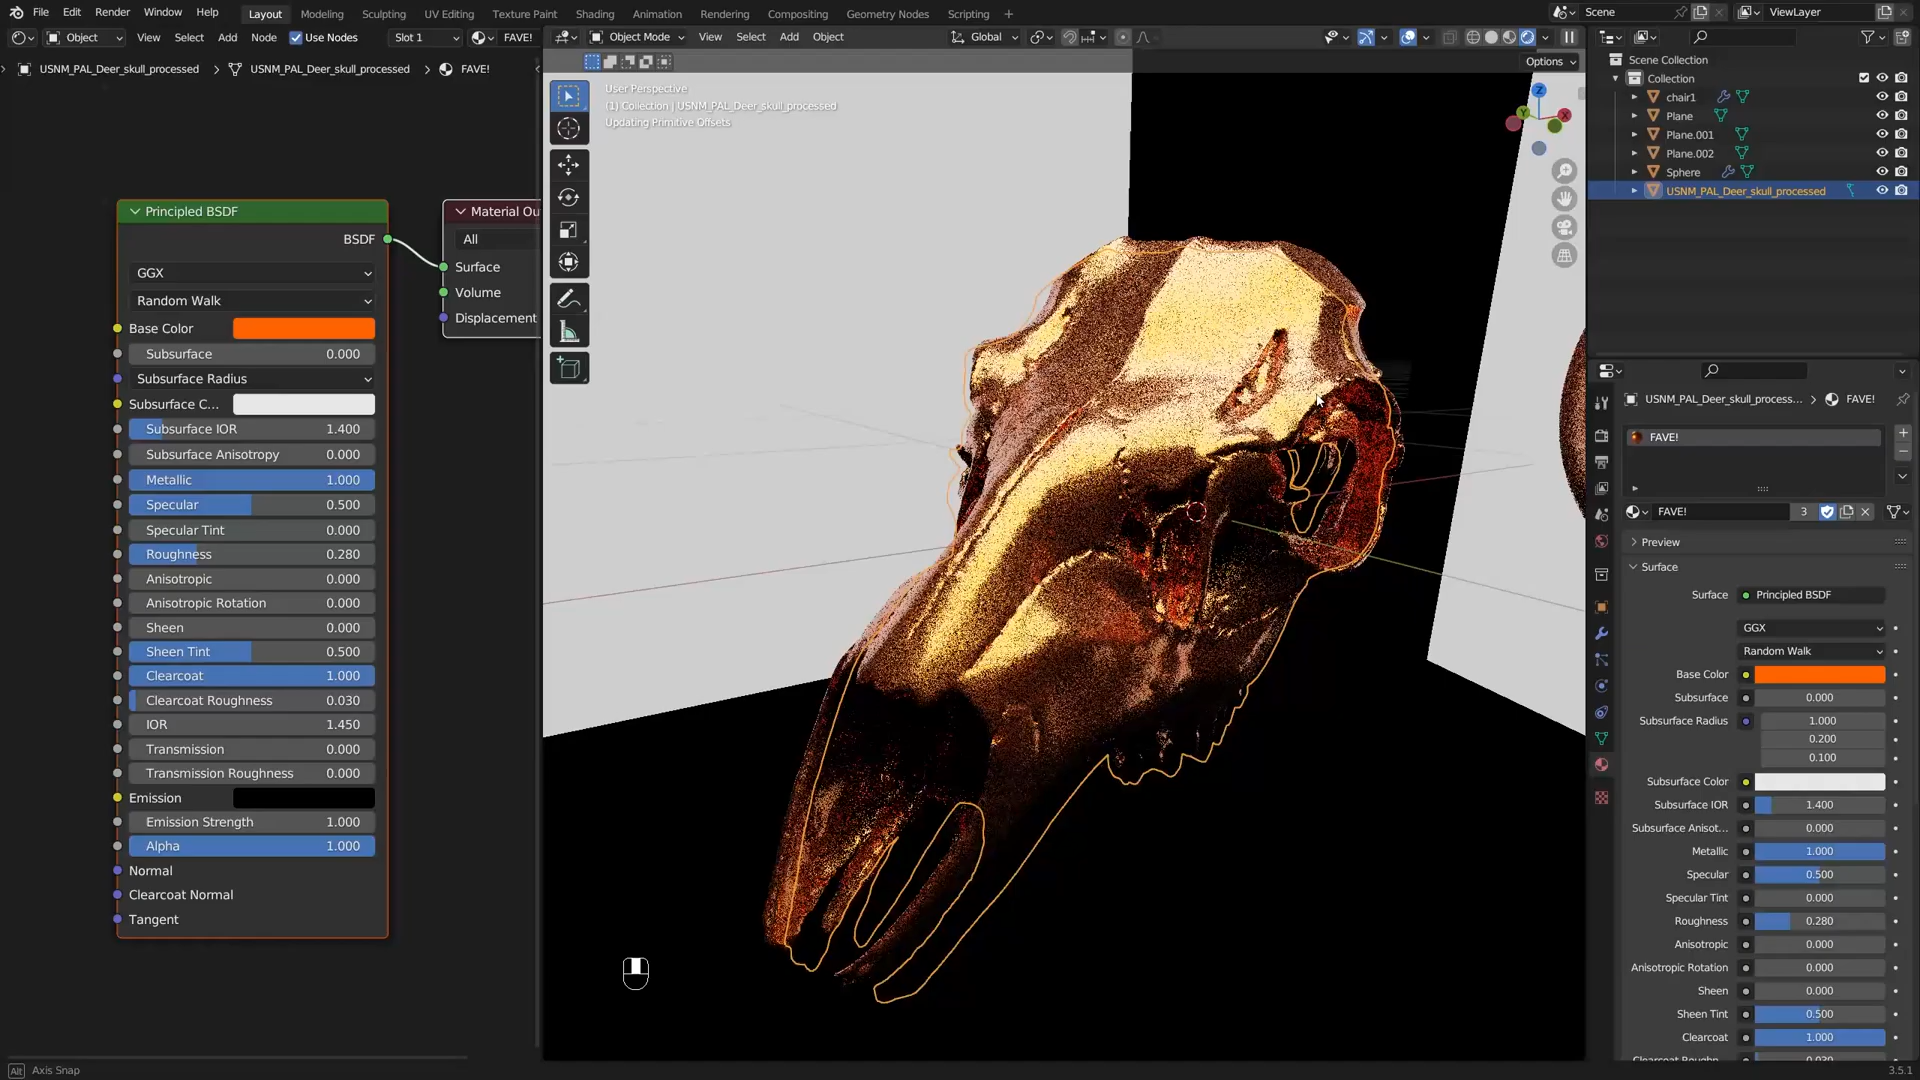 File Edit Render Window Help Layout Modeling Sculpting UV Editing Texture Paint Shading Animation Rendering Compositing Geometry Nodes Scripting + Scene ViewLayer
Object View Select Add Node Use Nodes Slot 1 FAVE! Object Mode View Select Add Object Global
Options
USNM_PAL_Deer_skull_processed > USNM_PAL_Deer_skull_processed > FAVE!
User Perspective
(1) Collection | USNM_PAL_Deer_skull_processed
Updating Primitive Offsets
Z
Y
X
Principled BSDF
BSDF
GGX
Random Walk
Base Color
Subsurface 0.000
Subsurface Radius
Subsurface C...
Subsurface IOR 1.400
Subsurface Anisotropy 0.000
Metallic 1.000
Specular 0.500
Specular Tint 0.000
Roughness 0.280
Anisotropic 0.000
Anisotropic Rotation 0.000
Sheen 0.000
Sheen Tint 0.500
Clearcoat 1.000
Clearcoat Roughness 0.030
IOR 1.450
Transmission 0.000
Transmission Roughness 0.000
Emission
Emission Strength 1.000
Alpha 1.000
Normal
Clearcoat Normal
Tangent
Material Ou
All
Surface
Volume
Displacement
Scene Collection
Collection
chair1
Plane
Plane.001
Plane.002
Sphere
USNM_PAL_Deer_skull_processed
USNM_PAL_Deer_skull_process... > FAVE!
FAVE!
FAVE! 3
Preview
Surface
Surface Principled BSDF
GGX
Random Walk
Base Color
Subsurface 0.000
Subsurface Radius 1.000
0.200
0.100
Subsurface Color
Subsurface IOR 1.400
Subsurface Anisot... 0.000
Metallic 1.000
Specular 0.500
Specular Tint 0.000
Roughness 0.280
Anisotropic 0.000
Anisotropic Rotation 0.000
Sheen 0.000
Sheen Tint 0.500
Clearcoat 1.000
Clearcoat Roughn... 0.030
Alt Axis Snap
3.5.1